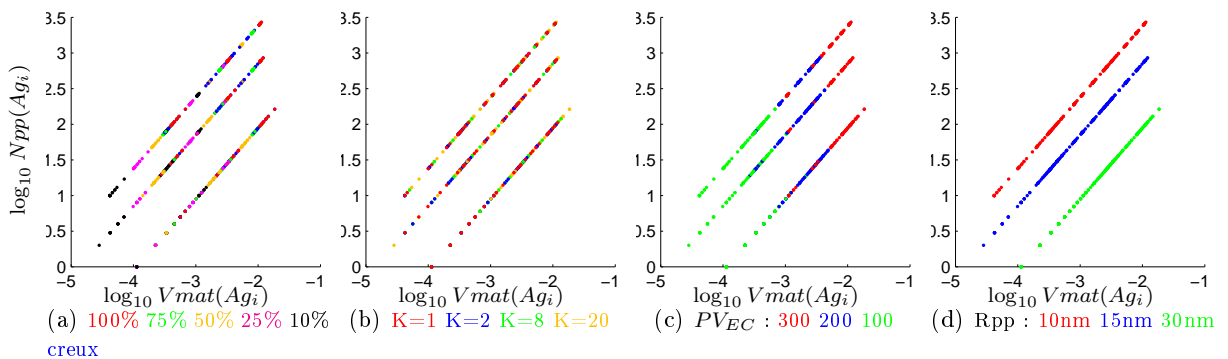 log₁₀ Npp(Agᵢ)
3.5
3
2.5
2
1.5
1
0.5
0
−5 −4 −3 −2 −1
log₁₀ Vmat(Agᵢ)
(a) 100% 75% 50% 25% 10%
creux
3.5
3
2.5
2
1.5
1
0.5
0
−5 −4 −3 −2 −1
log₁₀ Vmat(Agᵢ)
(b) K=1 K=2 K=8 K=20
3.5
3
2.5
2
1.5
1
0.5
0
−5 −4 −3 −2 −1
log₁₀ Vmat(Agᵢ)
(c) PV_EC : 300 200 100
3.5
3
2.5
2
1.5
1
0.5
0
−5 −4 −3 −2 −1
log₁₀ Vmat(Agᵢ)
(d) Rpp : 10nm 15nm 30nm